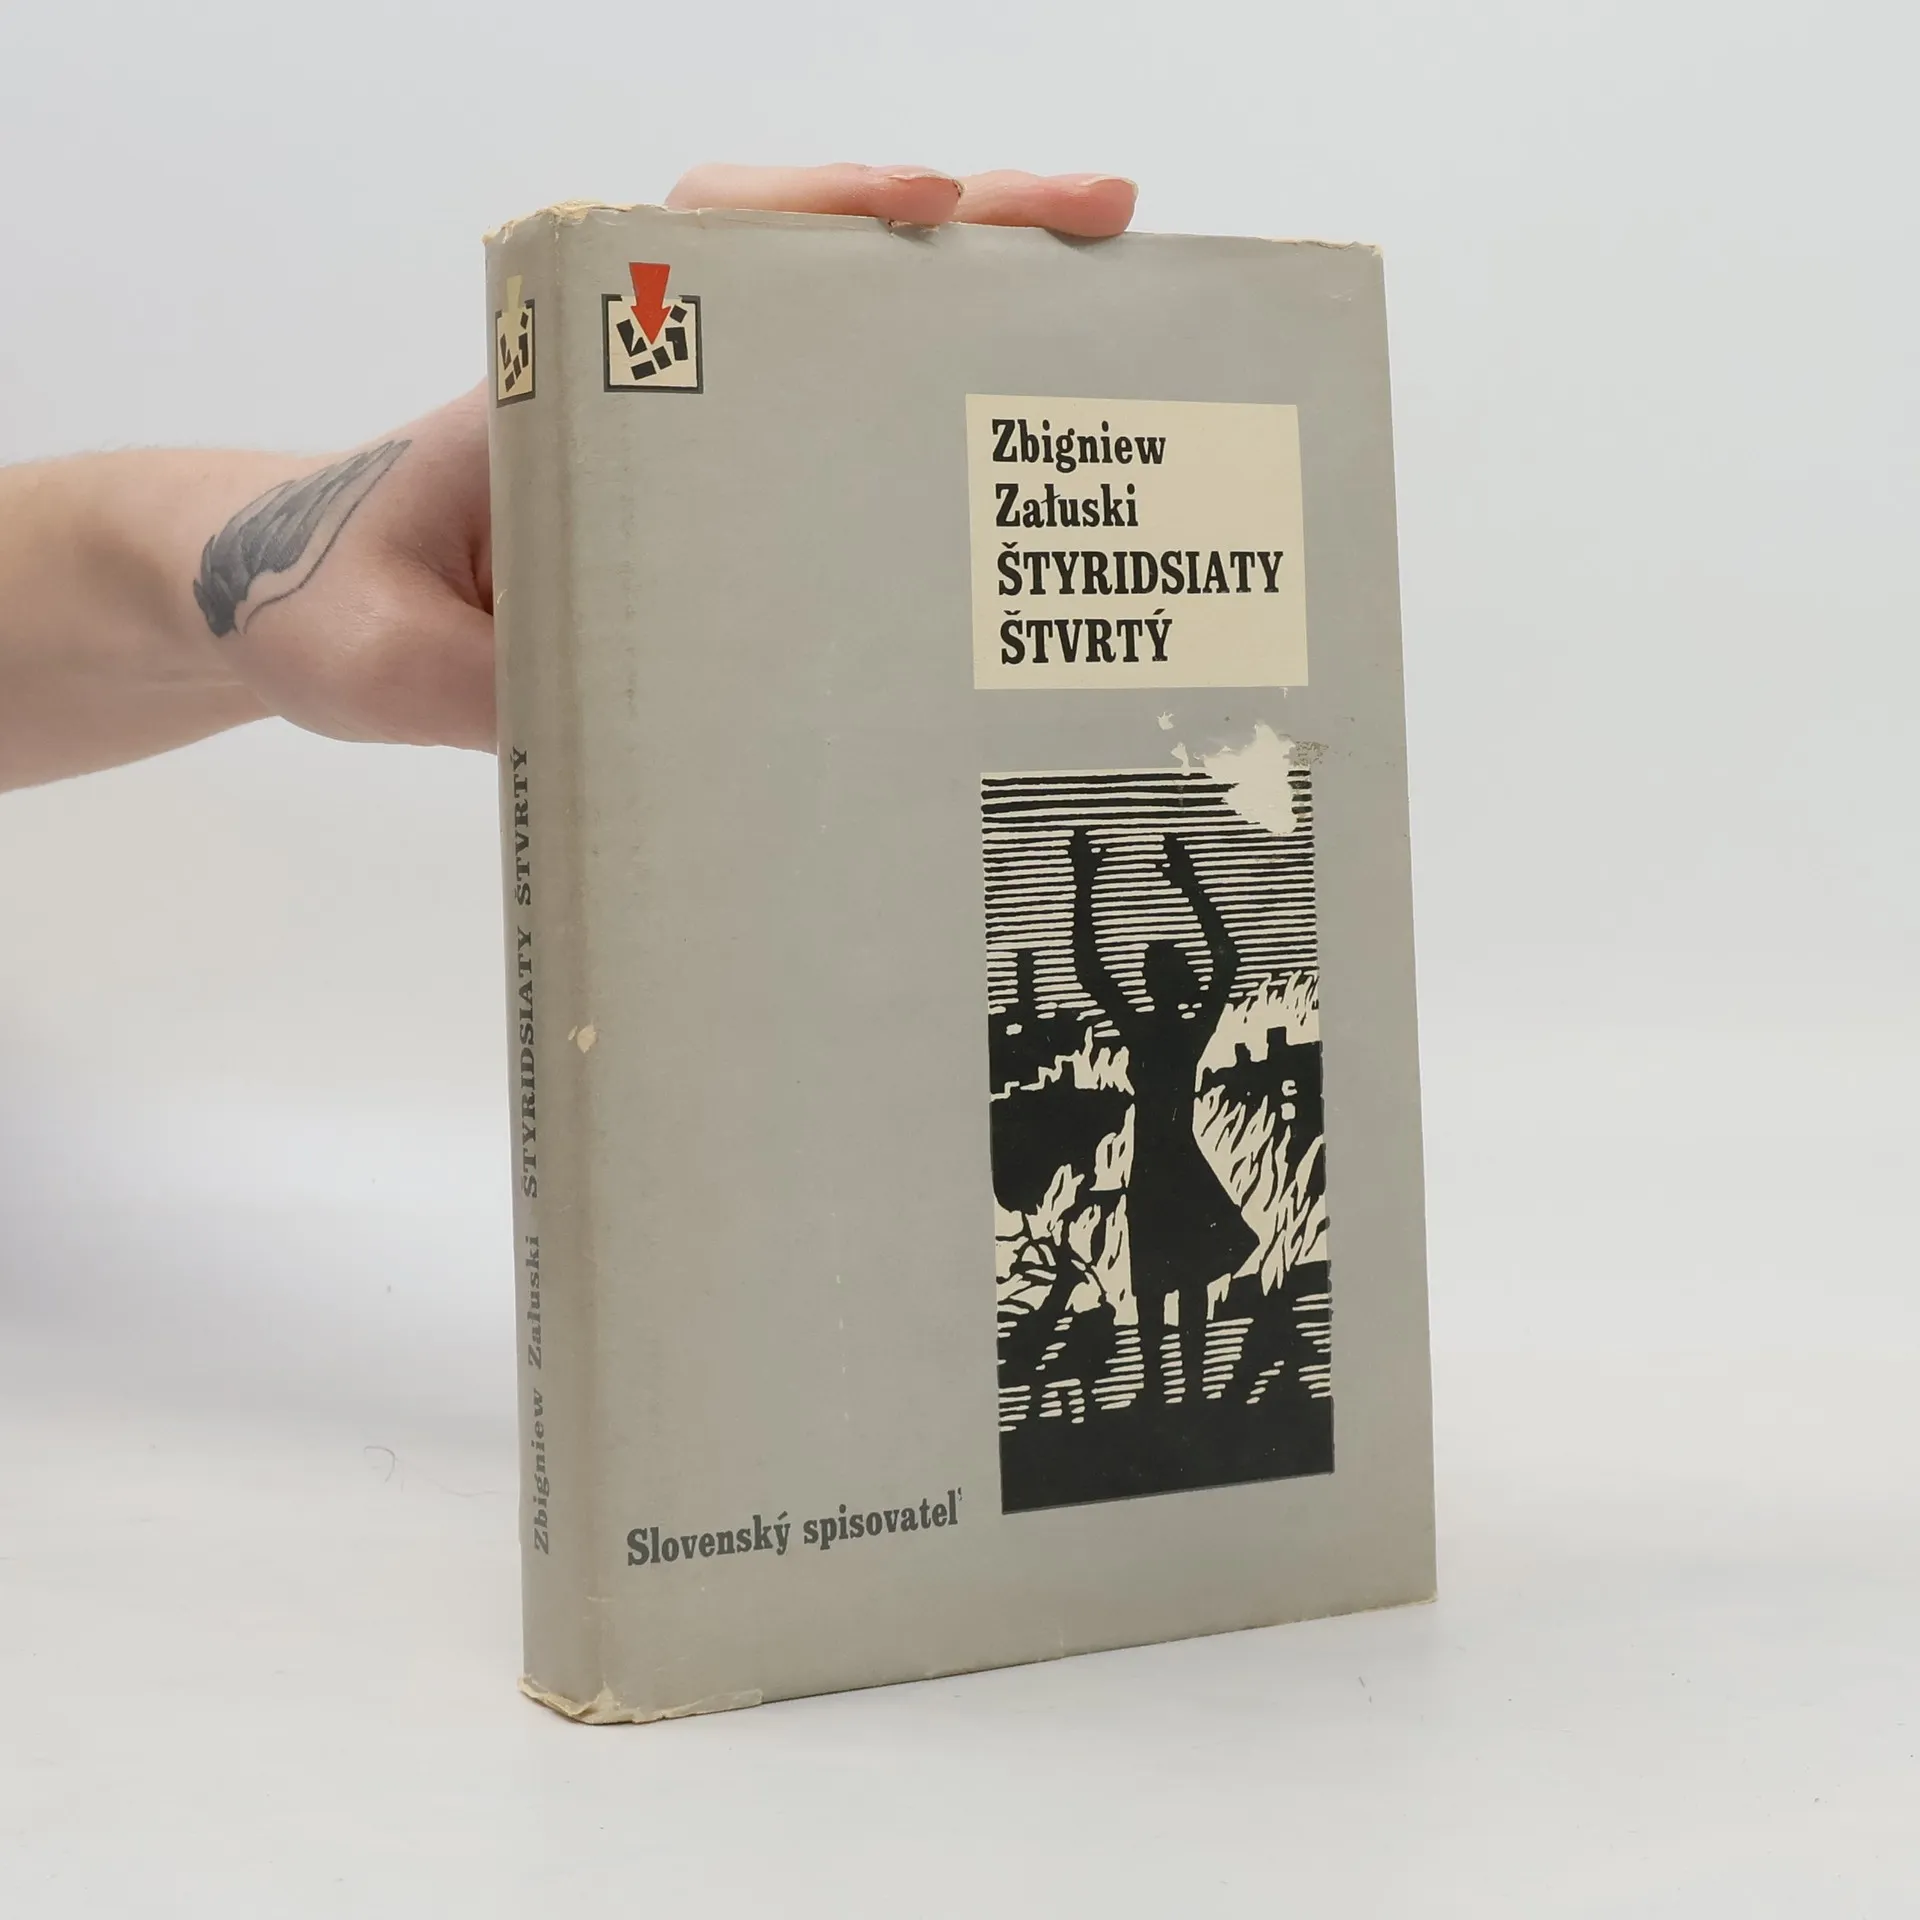 Zbigniew
Załuski
ŠTYRIDSIATY
ŠTVRTÝ
Slovenský spisovateľ
Zbigniew Załuski ŠTYRIDSIATY ŠTVRTÝ